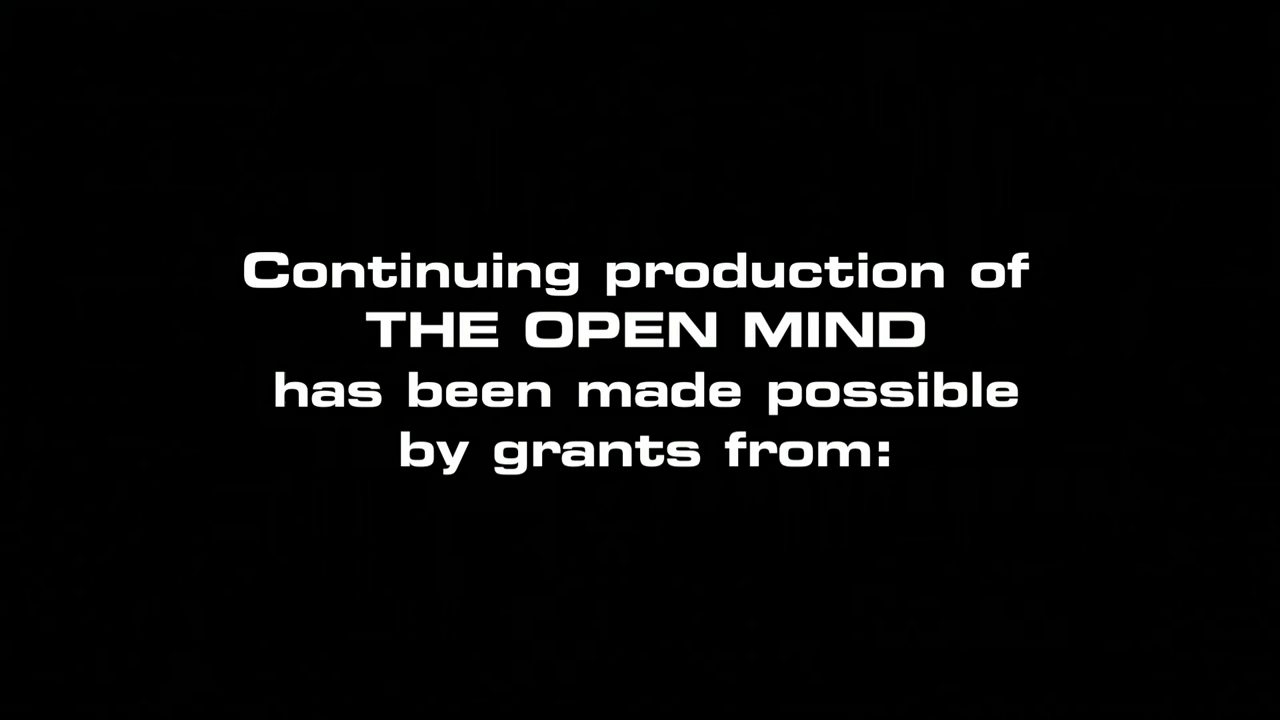 Continuing production of
THE OPEN MIND
has been made possible
by grants from: